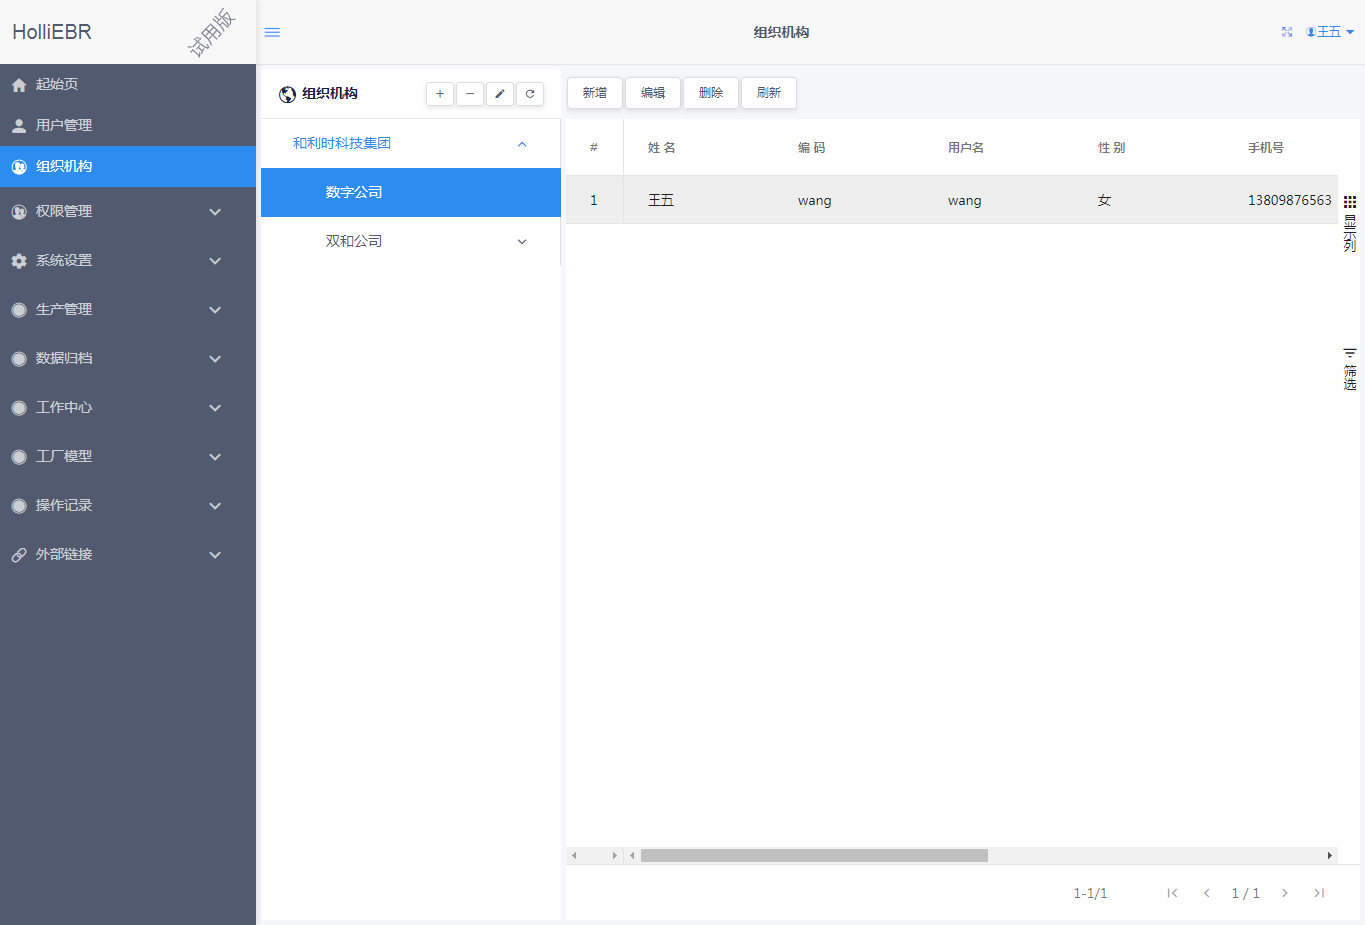 HolliEBR
试用版
组织机构
王五
起始页
用户管理
组织机构
权限管理
系统设置
生产管理
数据归档
工作中心
工厂模型
操作记录
外部链接
组织机构
和利时科技集团
数字公司
双和公司
新增 编辑 删除 刷新
# 姓 名 编 码 用户名 性 别 手机号
1 王五 wang wang 女 13809876563
显示列
筛选
1-1/1 1 / 1